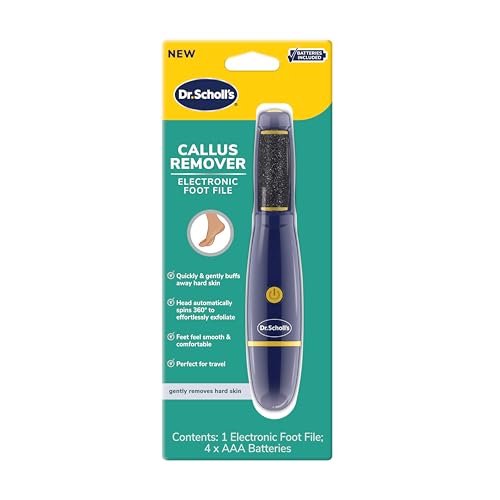 NEW
BATTERIES
INCLUDED
Dr.Scholl's
CALLUS
REMOVER
ELECTRONIC
FOOT FILE
Quickly & gently buffs
away hard skin
Head automatically
spins 360° to
effortlessly exfoliate
Feet feel smooth &
comfortable
Perfect for travel
Dr.Scholl's
gently removes hard skin
Contents: 1 Electronic Foot File;
4 x AAA Batteries